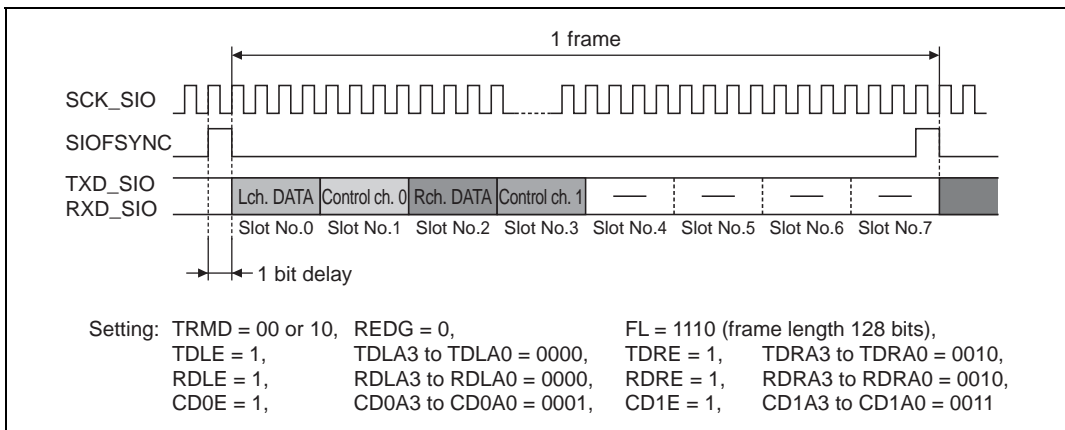 1 frame
SCK_SIO
SIOFSYNC
TXD_SIO
RXD_SIO
Lch. DATA Control ch. 0 Rch. DATA Control ch. 1 — — — —
Slot No.0 Slot No.1 Slot No.2 Slot No.3 Slot No.4 Slot No.5 Slot No.6 Slot No.7
1 bit delay
Setting: TRMD = 00 or 10, REDG = 0, FL = 1110 (frame length 128 bits),
TDLE = 1, TDLA3 to TDLA0 = 0000, TDRE = 1, TDRA3 to TDRA0 = 0010,
RDLE = 1, RDLA3 to RDLA0 = 0000, RDRE = 1, RDRA3 to RDRA0 = 0010,
CD0E = 1, CD0A3 to CD0A0 = 0001, CD1E = 1, CD1A3 to CD1A0 = 0011